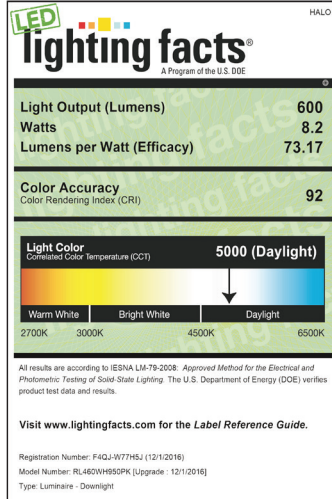 HALO
LED
lighting facts®
A Program of the U.S. DOE
Light Output (Lumens) 600
Watts 8.2
Lumens per Watt (Efficacy) 73.17
Color Accuracy
Color Rendering Index (CRI) 92
Light Color
Correlated Color Temperature (CCT) 5000 (Daylight)
Warm White Bright White Daylight
2700K 3000K 4500K 6500K
All results are according to IESNA LM-79-2008: Approved Method for the Electrical and
Photometric Testing of Solid-State Lighting. The U.S. Department of Energy (DOE) verifies
product test data and results.
Visit www.lightingfacts.com for the Label Reference Guide.
Registration Number: F4QJ-W77H5J (12/1/2016)
Model Number: RL460WH950PK [Upgrade : 12/1/2016]
Type: Luminaire - Downlight